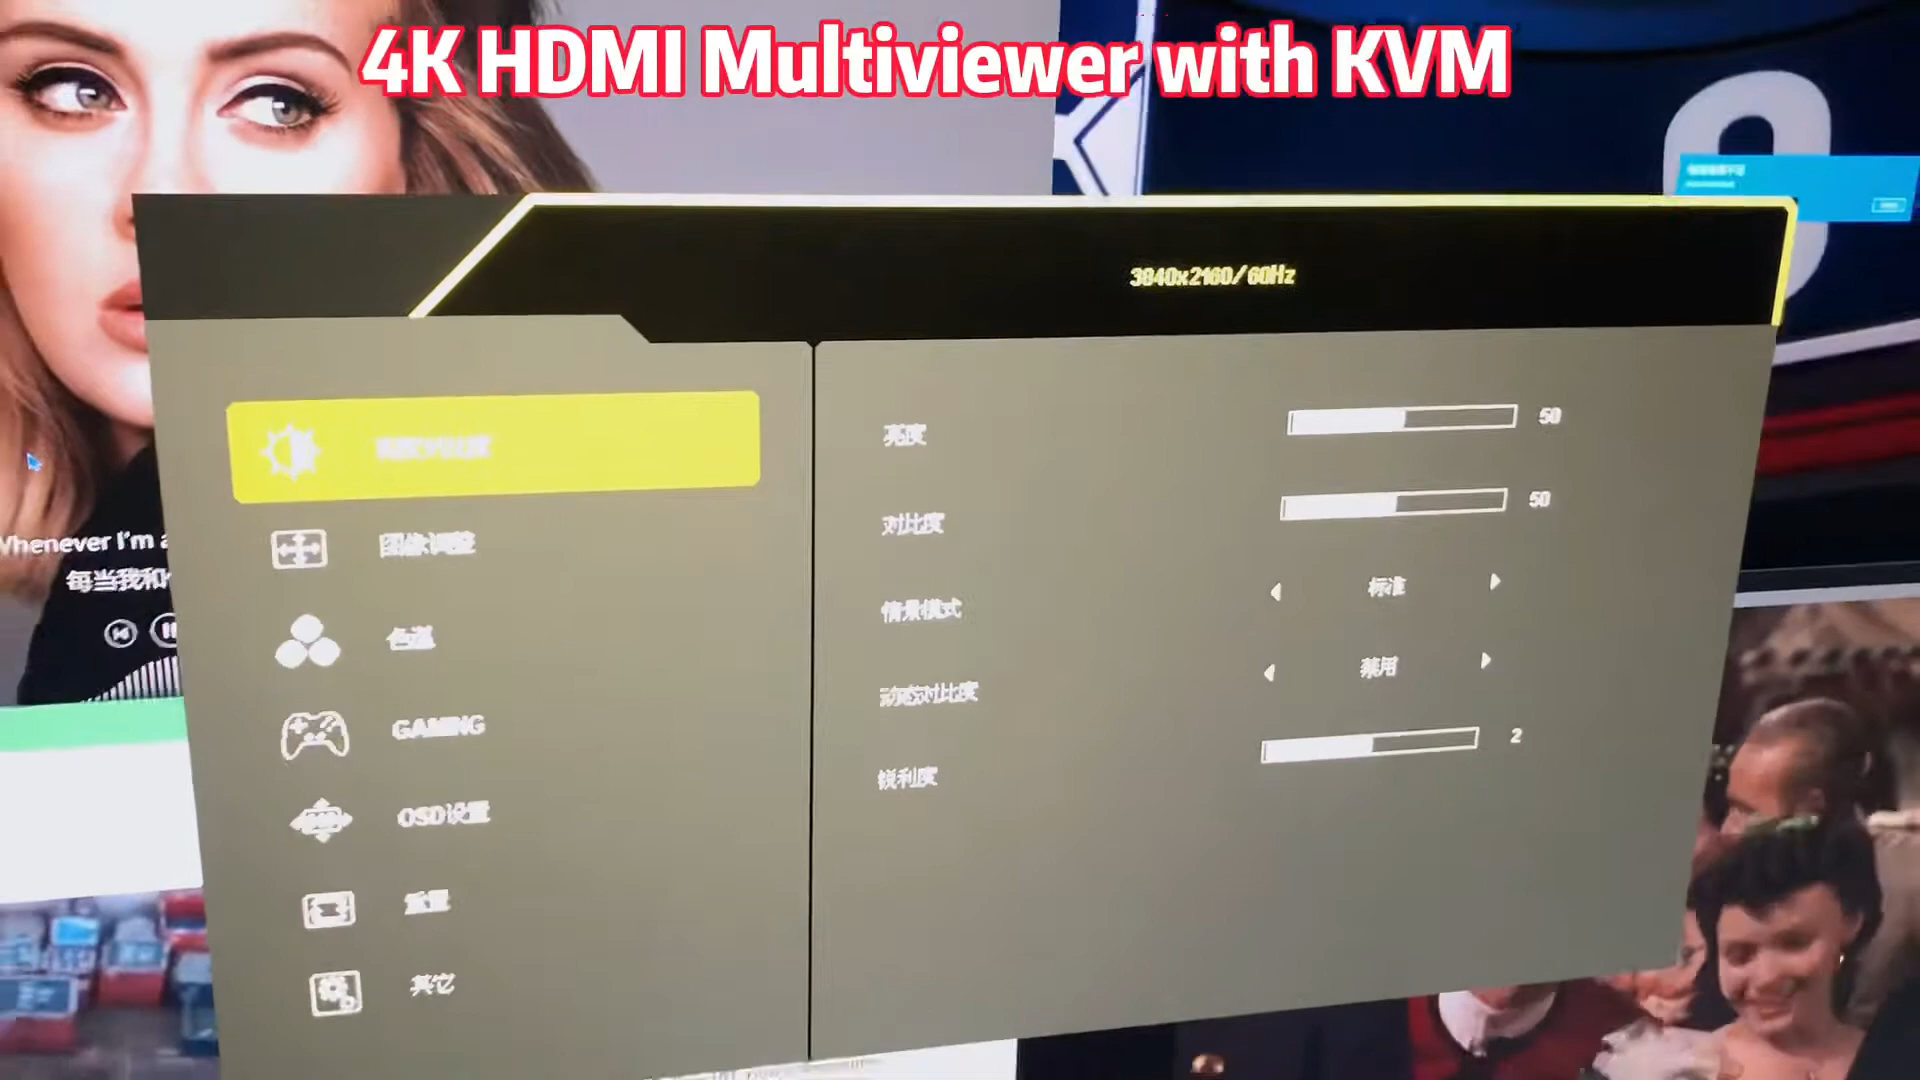 4K HDMI Multiviewer with KVM
3840x2160/60Hz
亮度 50
图像调整
对比度 50
色温
情景模式 标准
GAMING
动态对比度 禁用
OSD设置
锐利度 2
重置
其它
Whenever I'm a
每当我和